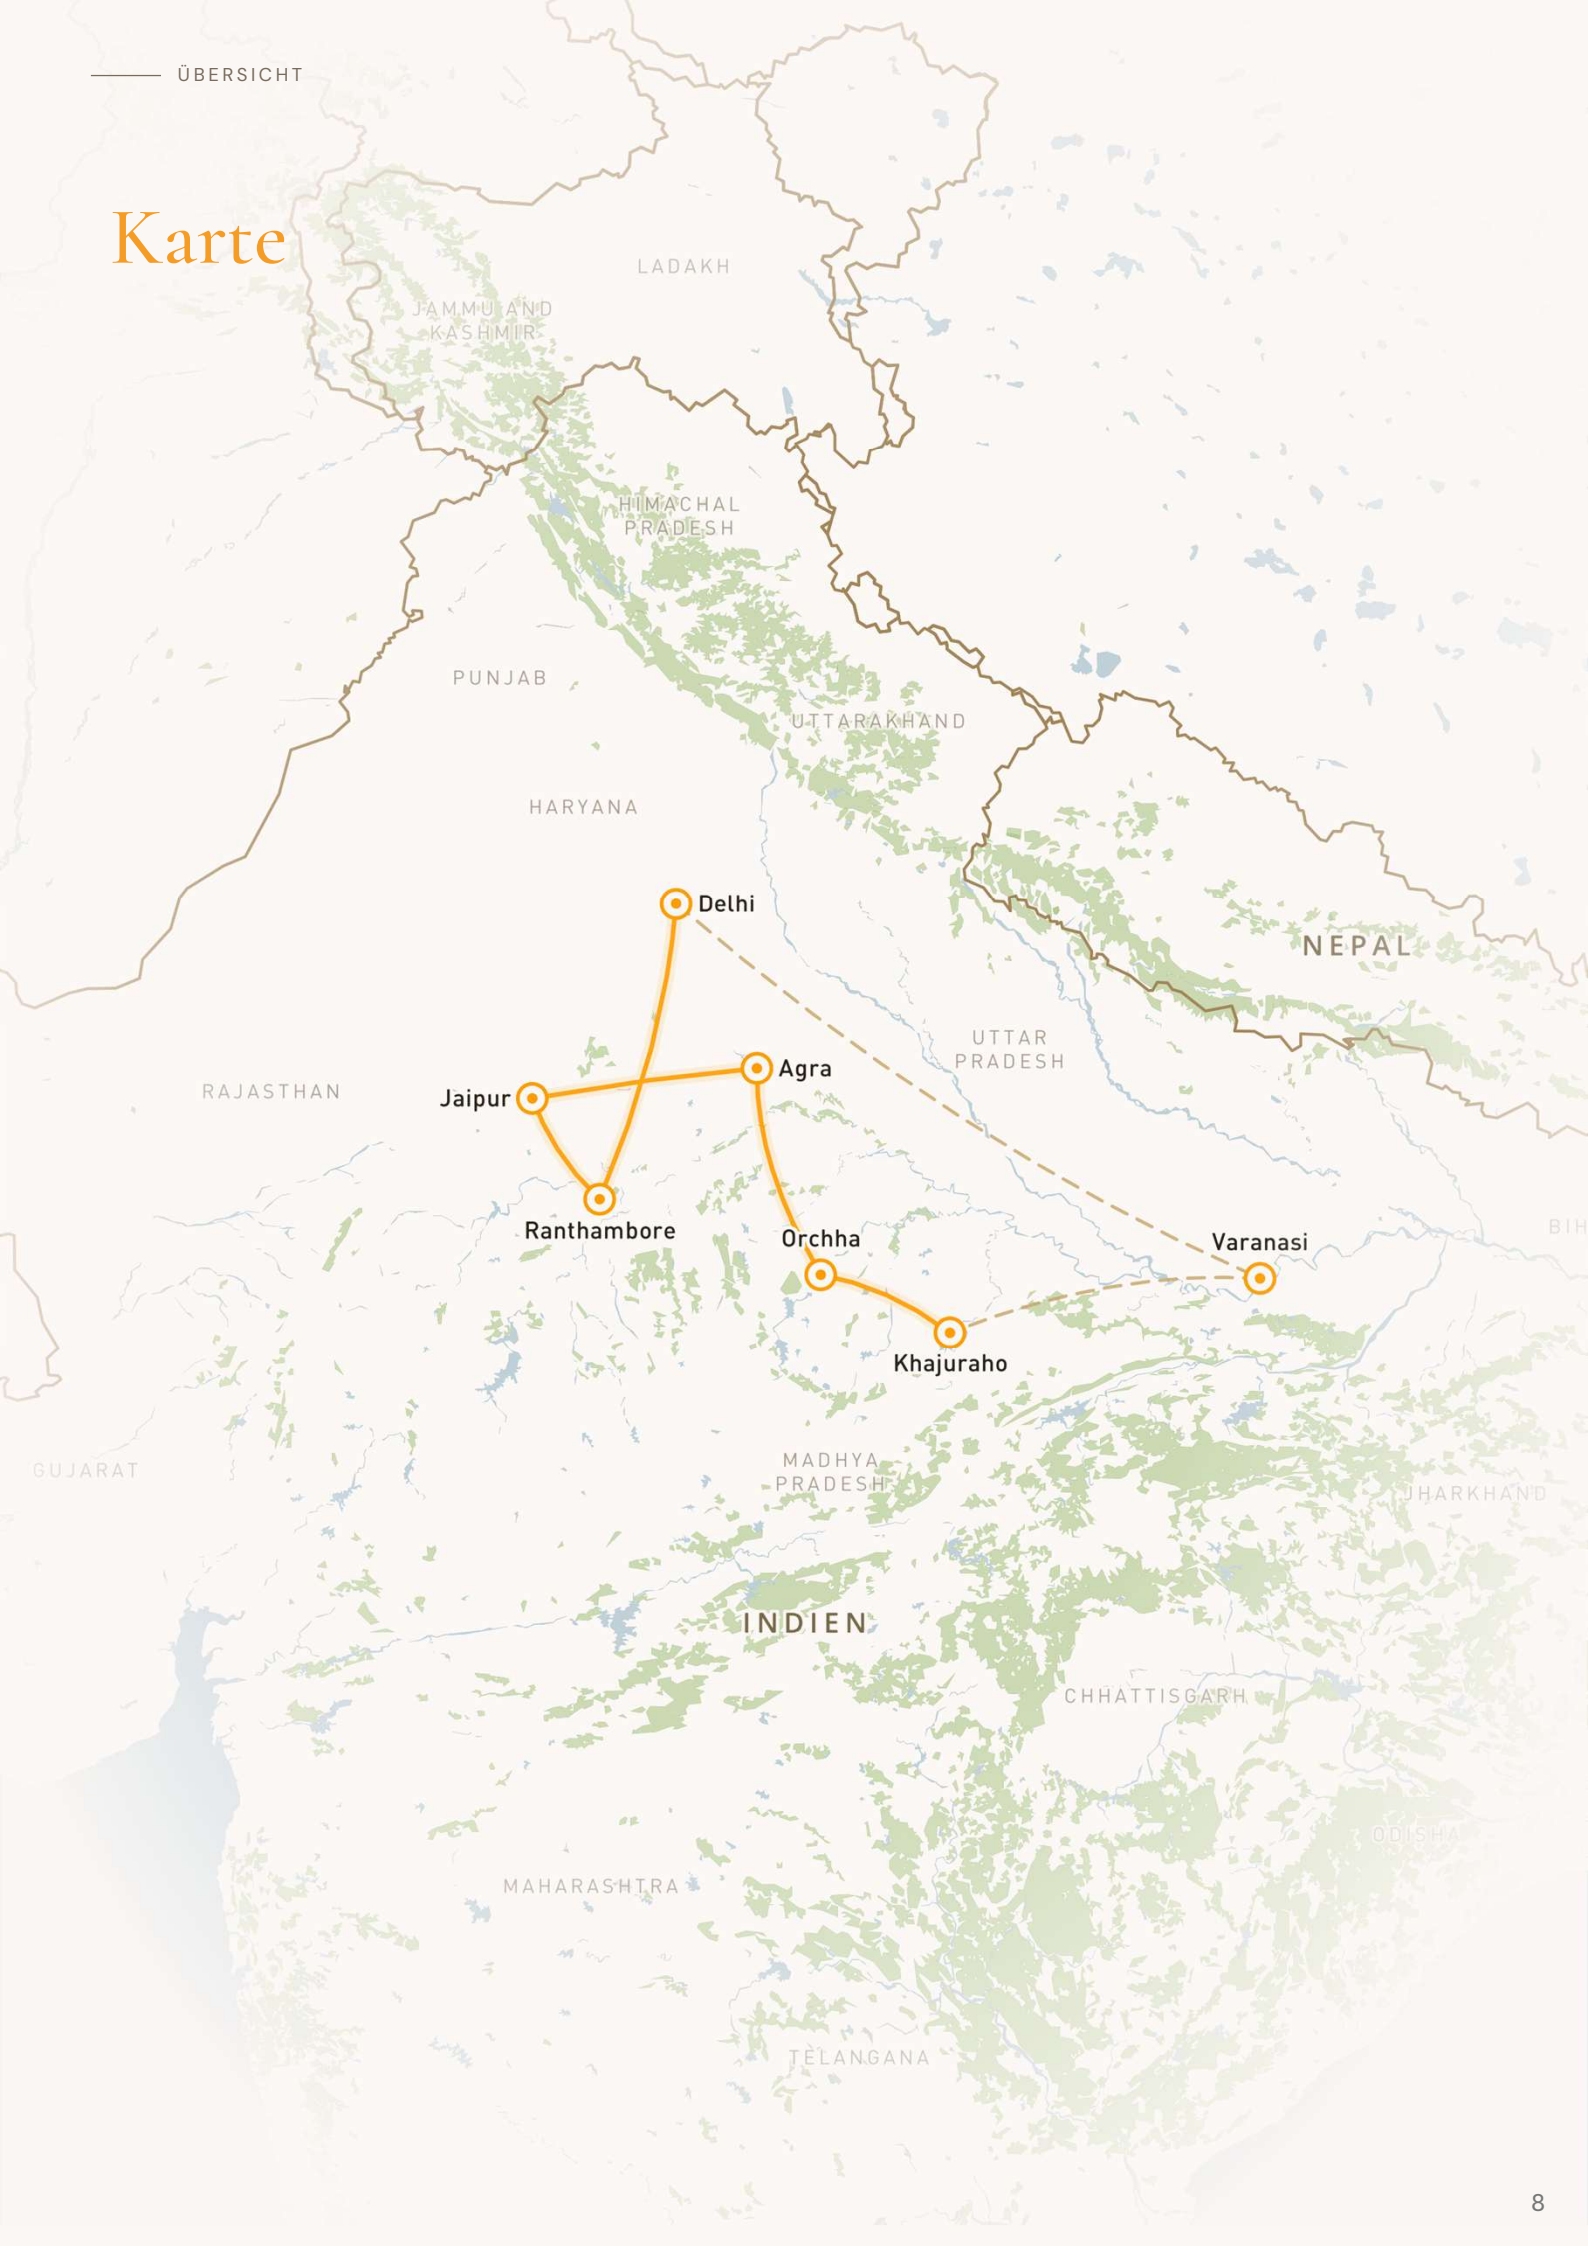 ÜBERSICHT
Karte
LADAKH
JAMMU AND
KASHMIR
HIMACHAL
PRADESH
PUNJAB
UTTARAKHAND
HARYANA
Delhi
NEPAL
UTTAR
PRADESH
Agra
RAJASTHAN
Jaipur
Ranthambore
Orchha
Varanasi
BIH
Khajuraho
MADHYA
PRADESH
GUJARAT
JHARKHAND
INDIEN
CHHATTISGARH
ODISHA
MAHARASHTRA
TELANGANA
8